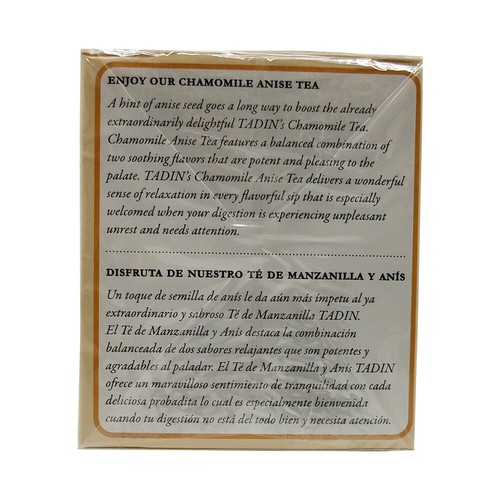 ENJOY OUR CHAMOMILE ANISE TEA
A hint of anise seed goes a long way to boost the already
extraordinarily delightful TADIN's Chamomile Tea.
Chamomile Anise Tea features a balanced combination of
two soothing flavors that are potent and pleasing to the
palate. TADIN's Chamomile Anise Tea delivers a wonderful
sense of relaxation in every flavorful sip that is especially
welcomed when your digestion is experiencing unpleasant
unrest and needs attention.
DISFRUTA DE NUESTRO TÉ DE MANZANILLA Y ANÍS
Un toque de semilla de anís le da aún más ímpetu al ya
extraordinario y sabroso Té de Manzanilla TADIN.
El Té de Manzanilla y Anís destaca la combinación
balanceada de dos sabores relajantes que son potentes y
agradables al paladar. El Té de Manzanilla y Anís TADIN
ofrece un maravilloso sentimiento de tranquilidad con cada
deliciosa probadita lo cual es especialmente bienvenida
cuando tu digestión no está del todo bien y necesita atención.